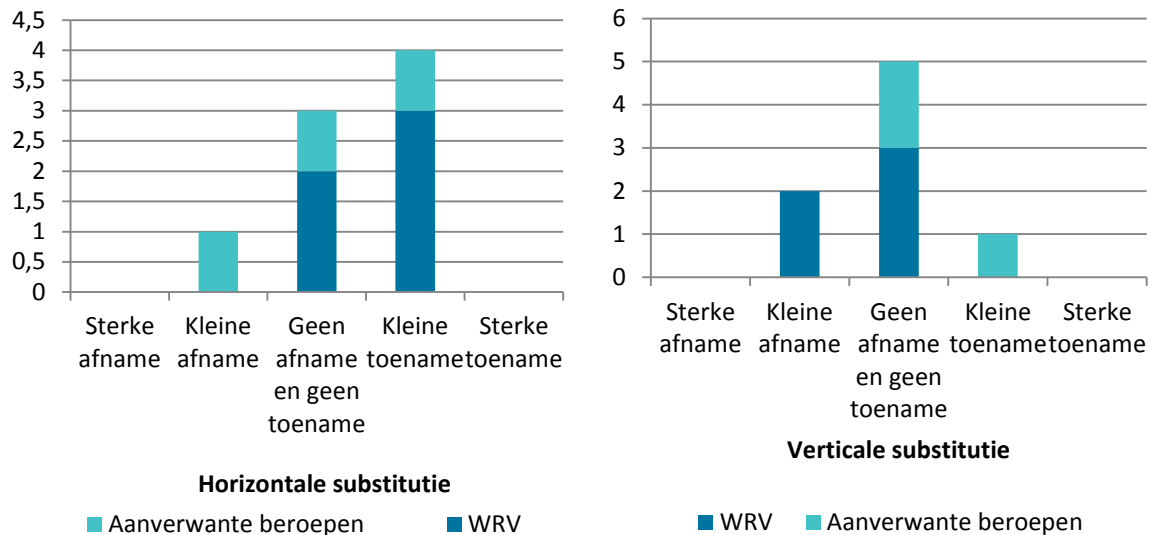 4,5
4
3,5
3
2,5
2
1,5
1
0,5
0
Sterke Kleine Geen Kleine Sterke
afname afname afname toename toename
en geen
toename
Horizontale substitutie
Aanverwante beroepen WRV
6
5
4
3
2
1
0
Sterke Kleine Geen Kleine Sterke
afname afname afname toename toename
en geen
toename
Verticale substitutie
WRV Aanverwante beroepen